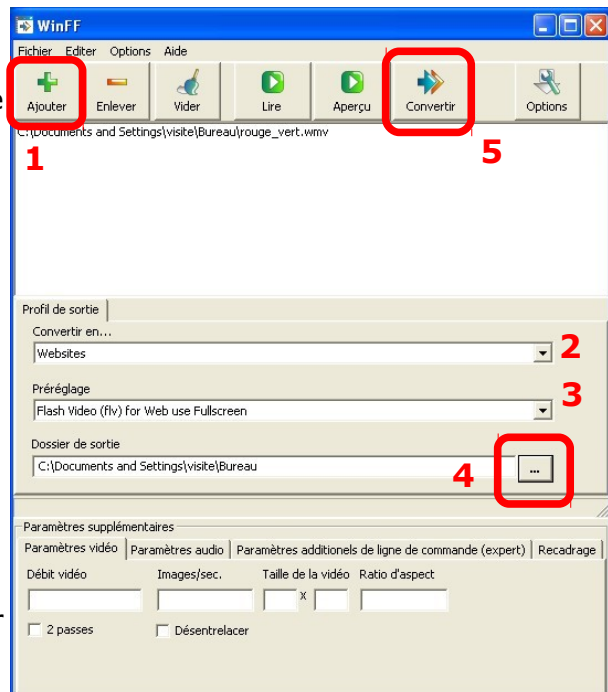 WinFF
Fichier Editer Options Aide
e
Ajouter Enlever Vider Lire Aperçu Convertir Options
C:\Documents and Settings\visite\Bureau\rouge_vert.wmv
1 5
Profil de sortie
Convertir en...
Websites 2
Préréglage 3
Flash Video (flv) for Web use Fullscreen
Dossier de sortie
C:\Documents and Settings\visite\Bureau 4 ...
Paramètres supplémentaires
Paramètres vidéo Paramètres audio Paramètres additionels de ligne de commande (expert) Recadrage
Débit vidéo Images/sec. Taille de la vidéo Ratio d'aspect
X
2 passes Désentrelacer